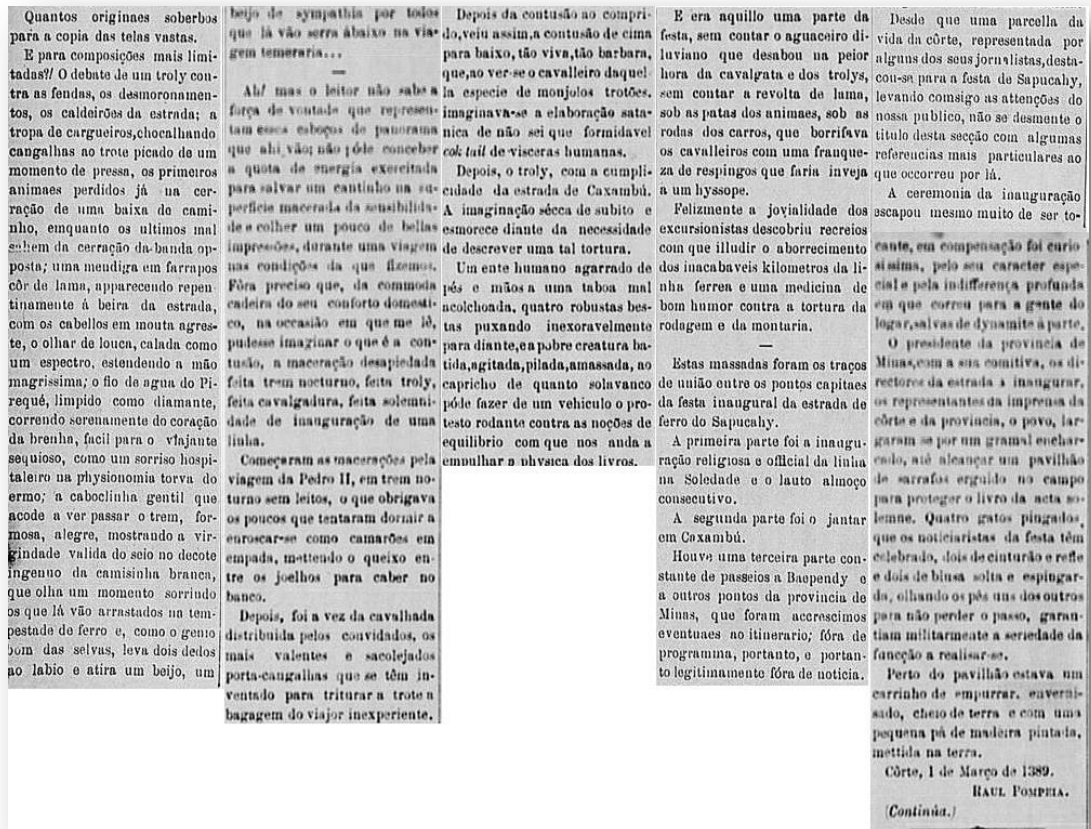 Quantos originaes soberbos
para a copia das telas vastas.
E para composições mais limi-
tadas?! O debate de um troly con-
tra as fendas, os desmoronamen-
tos, os caldeirões da estrada; a
tropa de cargueiros,chocalhando
cangalhas ao trote picado de um
momento de pressa, os primeiros
animaes perdidos já na cer-
ração de uma baixa de cami-
nho, emquanto os ultimos mal
sahem da cerração da banda op-
posta; uma mendiga em farrapos
côr de lama, apparecendo repen-
tinamente á beira da estrada,
com os cabellos em mouta agres-
te, o olhar de louca, calada como
um espectro, estendendo a mão
magrissima; o fio de agua do Pi-
requé, limpido como diamante,
correndo serenamente do coração
da brenha, facil para o viajante
sequioso, como um sorriso hospi-
taleiro na physionomia torva do
ermo; a caboclinha gentil que
acode a ver passar o trem, for-
mosa, alegre, mostrando a vir-
gindade valida do seio no decote
ingenuo da camisinha branca,
que olha um momento sorrindo
os que lá vão arrastados na tem-
pestade de ferro e, como o genio
bom das selvas, leva dois dedos
ao labio e atira um beijo, um
beijo de sympathia por todos
que lá vão serra abaixo na via-
gem temeraria...
—
Ah! mas o leitor não sabe a
força de vontade que represen-
tam esses esboços de panorama
que ahi vão; não póde conceber
a quota de energia exercitada
para salvar um cantinho na su-
perficie macerada da sensibilida-
de e colher um pouco de bellas
impressões, durante uma viagem
nas condições da que fizemos.
Fôra preciso que, da commoda
cadeira do seu conforto domesti-
co, na occasião em que me lê,
pudesse imaginar o que é a con-
tusão, a maceração desapiedada
feita trem nocturno, feita troly,
feita cavalgadura, feita solemni-
dade de inauguração de uma
linha.
Começaram as macerações pela
viagem da Pedro II, em trem no-
turno sem leitos, o que obrigava
os poucos que tentaram dormir a
enroscar-se como camarões em
empada, mettendo o queixo en-
tre os joelhos para caber no
banco.
Depois, foi a vez da cavalhada
distribuida pelos convidados, os
mais valentes e sacolejados
porta-cangalhas que se têm in-
ventado para triturar a trote a
bagagem do viajor inexperiente.
Depois da contusão ao compri-
do,veiu assim,a contusão de cima
para baixo, tão viva,tão barbara,
que,ao ver-se o cavalleiro daquel-
la especie de monjolos trotões,
imaginava-se a elaboração sata-
nica de não sei que formidavel
cok tail de visceras humanas.
Depois, o troly, com a cumpli-
cidade da estrada de Caxambú.
A imaginação sécca de subito e
esmorece diante da necessidade
de descrever uma tal tortura.
Um ente humano agarrado de
pés e mãos a uma taboa mal
acolchoada, quatro robustas bes-
tas puxando inexoravelmente
para diante,e a pobre creatura ba-
tida,agitada,pilada,amassada, ao
capricho de quanto solavanco
póde fazer de um vehiculo o pro-
testo rodante contra as noções de
equilibrio com que nos anda a
empulhar a physica dos livros.
E era aquillo uma parte da
festa, sem contar o aguaceiro di-
luviano que desabou na peior
hora da cavalgata e dos trolys,
sem contar a revolta de lama,
sob as patas dos animaes, sob as
rodas dos carros, que borrifava
os cavalleiros com uma franque-
za de respingos que faria inveja
a um hyssope.
Felizmente a jovialidade dos
excursionistas descobriu recreios
com que illudir o aborrecimento
dos inacabaveis kilometros da li-
nha ferrea e uma medicina de
bom humor contra a tortura da
rodagem e da montaria.
—
Estas massadas foram os traços
de união entre os pontos capitaes
da festa inaugural da estrada de
ferro do Sapucahy.
A primeira parte foi a inaugu-
ração religiosa e official da linha
na Soledade e o lauto almoço
consecutivo.
A segunda parte foi o jantar
em Caxambú.
Houve uma terceira parte con-
stante de passeios a Baependy e
a outros pontos da provincia de
Minas, que foram accrescimos
eventuaes ao itinerario; fóra de
programma, portanto, e portan-
to legitimamente fóra de noticia.
Desde que uma parcella da
vida da côrte, representada por
alguns dos seus jornalistas,desta-
cou-se para a festa de Sapucahy,
levando comsigo as attenções do
nosso publico, não se desmente o
titulo desta secção com algumas
referencias mais particulares ao
que occorreu por lá.
A ceremonia da inauguração
escapou mesmo muito de ser to-
cante, em compensação foi curio
sissima, pelo seu caracter espe-
cial e pela indifferença profunda
em que correu para a gente do
logar,salvas de dynamite á parte.
O presidente da provincia de
Minas,com a sua comitiva, os di-
rectores da estrada a inaugurar,
os representantes da imprensa da
côrte e da provincia, o povo, lar-
garam se por um gramal enchar-
cado, até alcançar um pavilhão
de sarrafos erguido no campo
para proteger o livro da acta so-
lemne. Quatro gatos pingados,
que os noticiaristas da festa têm
celebrado, dois de cinturão e refle
e dois de blusa solta e espingar-
da, olhando os pés uns dos outros
para não perder o passo, garan-
tiam militarmente a seriedade da
funcção a realisar-se.
Perto do pavilhão estava um
carrinho de empurrar, enverni-
sado, cheio de terra e com uma
pequena pá de madeira pintada,
mettida na terra.
Côrte, 1 de Março de 1389.
RAUL POMPEIA.
(Continúa.)